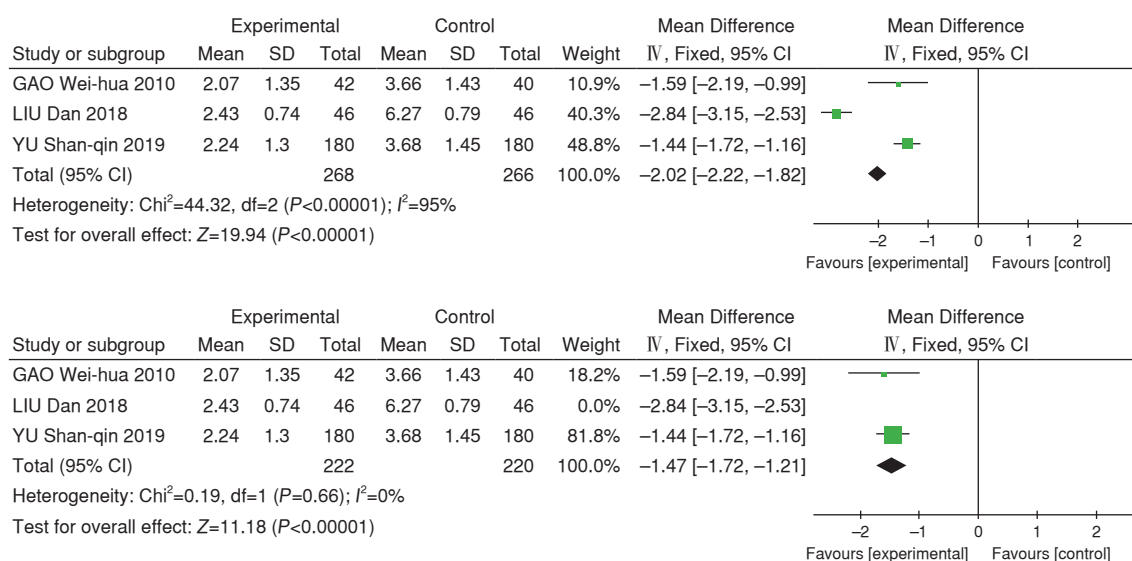 Experimental Control Mean Difference Mean Difference
Study or subgroup Mean SD Total Mean SD Total Weight Ⅳ, Fixed, 95% CI Ⅳ, Fixed, 95% CI
GAO Wei-hua 2010 2.07 1.35 42 3.66 1.43 40 10.9% −1.59 [−2.19, −0.99]
LIU Dan 2018 2.43 0.74 46 6.27 0.79 46 40.3% −2.84 [−3.15, −2.53]
YU Shan-qin 2019 2.24 1.3 180 3.68 1.45 180 48.8% −1.44 [−1.72, −1.16]
Total (95% CI) 268 266 100.0% −2.02 [−2.22, −1.82]
Heterogeneity: Chi²=44.32, df=2 (P<0.00001); I²=95%
Test for overall effect: Z=19.94 (P<0.00001)
−2 −1 0 1 2
Favours [experimental] Favours [control]
Experimental Control Mean Difference Mean Difference
Study or subgroup Mean SD Total Mean SD Total Weight Ⅳ, Fixed, 95% CI Ⅳ, Fixed, 95% CI
GAO Wei-hua 2010 2.07 1.35 42 3.66 1.43 40 18.2% −1.59 [−2.19, −0.99]
LIU Dan 2018 2.43 0.74 46 6.27 0.79 46 0.0% −2.84 [−3.15, −2.53]
YU Shan-qin 2019 2.24 1.3 180 3.68 1.45 180 81.8% −1.44 [−1.72, −1.16]
Total (95% CI) 222 220 100.0% −1.47 [−1.72, −1.21]
Heterogeneity: Chi²=0.19, df=1 (P=0.66); I²=0%
Test for overall effect: Z=11.18 (P<0.00001)
−2 −1 0 1 2
Favours [experimental] Favours [control]